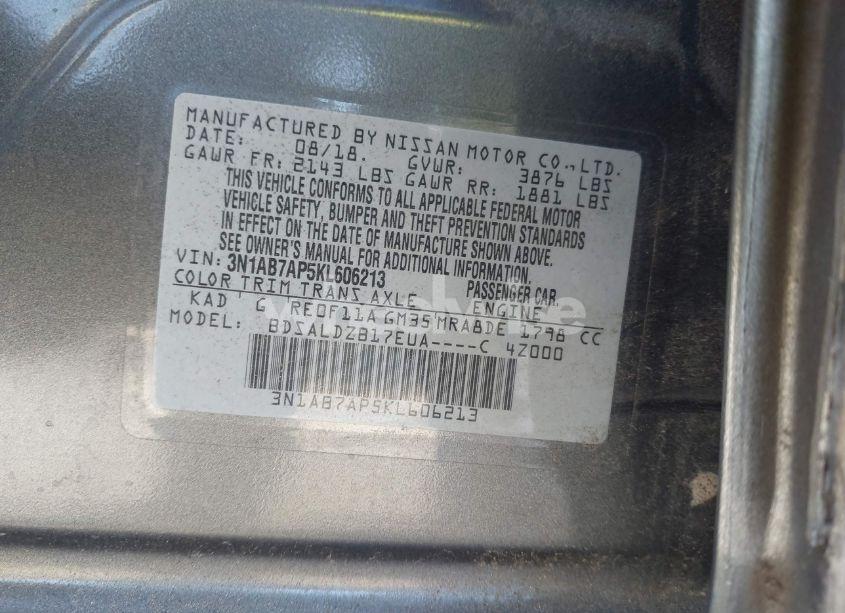 MANUFACTURED BY NISSAN MOTOR CO.,LTD.
DATE: 08/18. GVWR: 3876 LBS
GAWR FR: 2143 LBS GAWR RR: 1881 LBS
THIS VEHICLE CONFORMS TO ALL APPLICABLE FEDERAL MOTOR
VEHICLE SAFETY, BUMPER AND THEFT PREVENTION STANDARDS
IN EFFECT ON THE DATE OF MANUFACTURE SHOWN ABOVE.
SEE OWNER'S MANUAL FOR ADDITIONAL INFORMATION.
VIN: 3N1AB7AP5KL606213 PASSENGER CAR.
COLOR TRIM TRANS AXLE ENGINE
KAD G RE0F11A GM35 MRA8DE 1798 CC
MODEL: BDSALDZB17EUA----C 42000
3N1AB7AP5KL606213